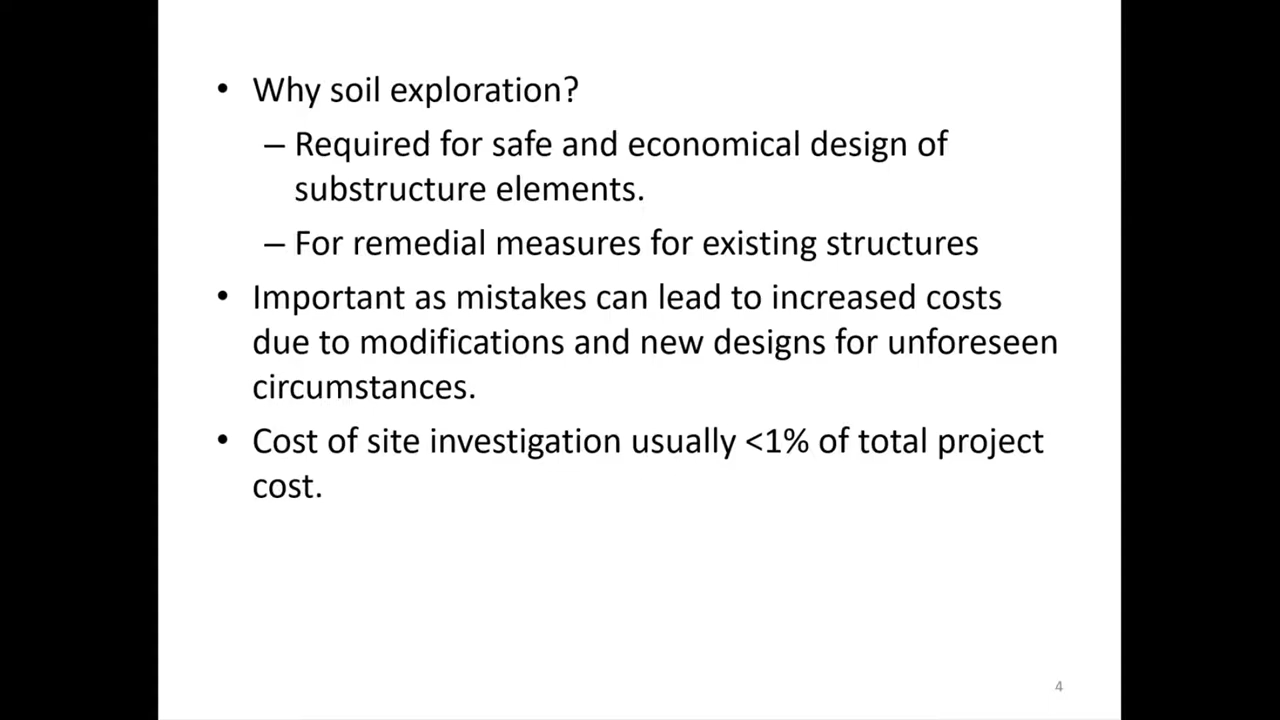 • Why soil exploration?
– Required for safe and economical design of
substructure elements.
– For remedial measures for existing structures
• Important as mistakes can lead to increased costs
due to modifications and new designs for unforeseen
circumstances.
• Cost of site investigation usually <1% of total project
cost.
4